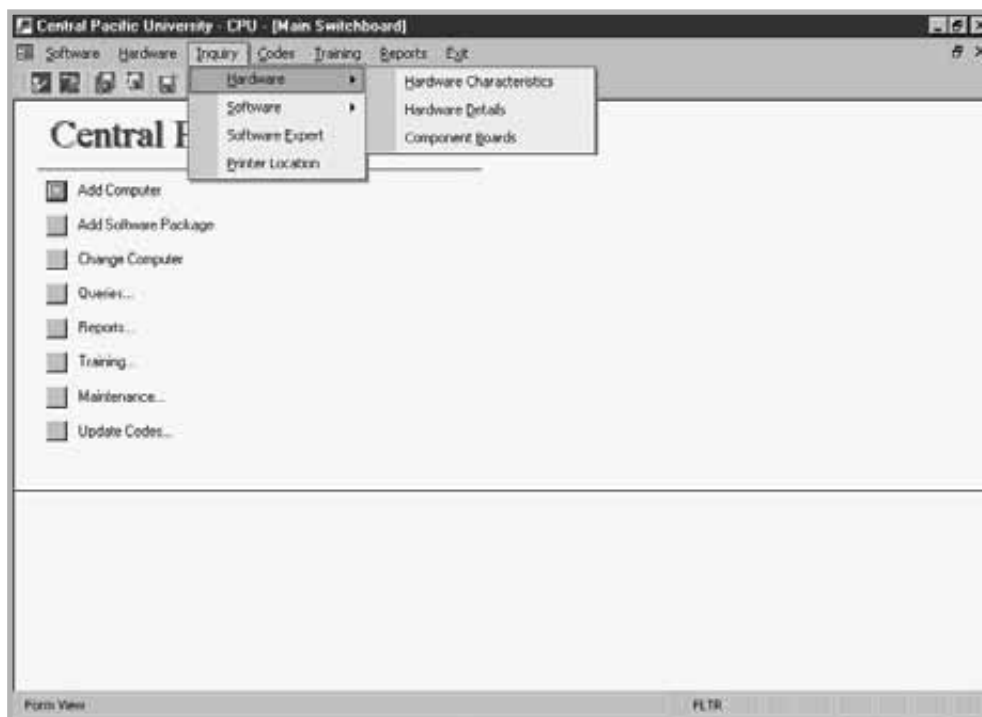 Central Pacific University - CPU - [Main Switchboard]
Software Hardware Inquiry Codes Training Reports Exit
Hardware
Software
Software Expert
Printer Location
Hardware Characteristics
Hardware Details
Component Boards
Central P
Add Computer
Add Software Package
Change Computer
Queries...
Reports...
Training...
Maintenance...
Update Codes...
Form View FLTR